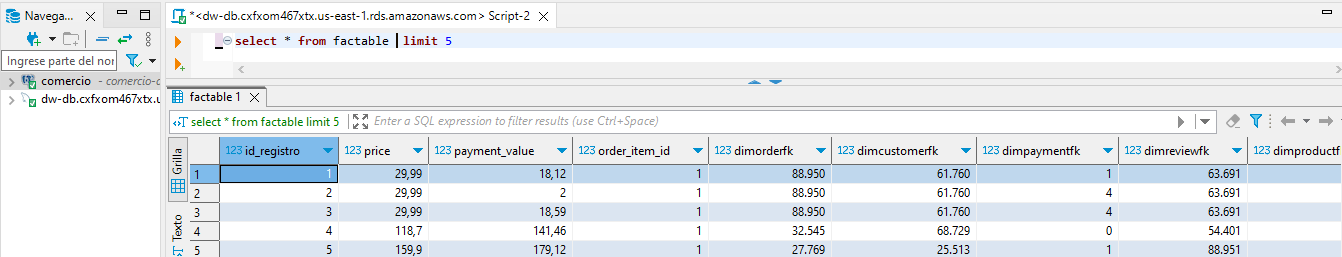 Navega...
*<dw-db.cxfxom467xtx.us-east-1.rds.amazonaws.com> Script-2
Ingrese parte del nor
comercio - comercio-d
dw-db.cxfxom467xtx.u
select * from factable limit 5
factable 1
select * from factable limit 5 Enter a SQL expression to filter results (use Ctrl+Space)
Grilla
Texto
123 id_registro 123 price 123 payment_value 123 order_item_id 123 dimorderfk 123 dimcustomerfk 123 dimpaymentfk 123 dimreviewfk 123 dimproductf
1 1 29,99 18,12 1 88.950 61.760 1 63.691
2 2 29,99 2 1 88.950 61.760 4 63.691
3 3 29,99 18,59 1 88.950 61.760 4 63.691
4 4 118,7 141,46 1 32.545 68.729 0 54.401
5 5 159,9 179,12 1 27.769 25.513 1 88.951